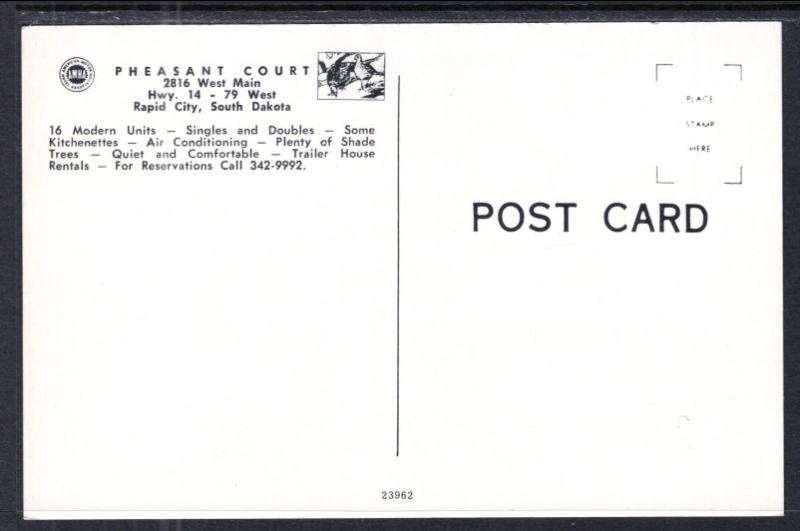 AMHA
PHEASANT COURT
2816 West Main
Hwy. 14 - 79 West
Rapid City, South Dakota
16 Modern Units — Singles and Doubles — Some
Kitchenettes — Air Conditioning — Plenty of Shade
Trees — Quiet and Comfortable — Trailer House
Rentals — For Reservations Call 342-9992.
PLACE
STAMP
HERE
POST CARD
23962